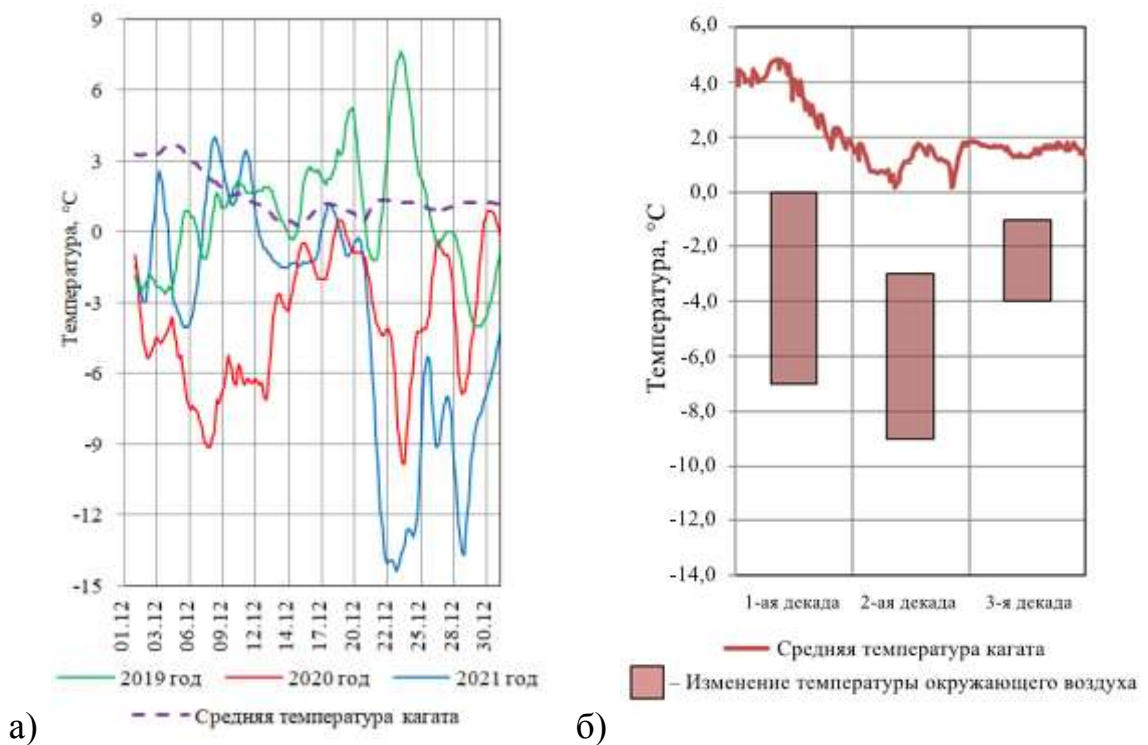 Температура, °С
9
6
3
0
-3
-6
-9
-12
-15
01.12
03.12
06.12
09.12
12.12
14.12
17.12
20.12
22.12
25.12
28.12
30.12
2019 год
2020 год
2021 год
Средняя температура кагата
а)
Температура, °С
6,0
4,0
2,0
0,0
-2,0
-4,0
-6,0
-8,0
-10,0
-12,0
-14,0
1-ая декада
2-ая декада
3-я декада
Средняя температура кагата
– Изменение температуры окружающего воздуха
б)